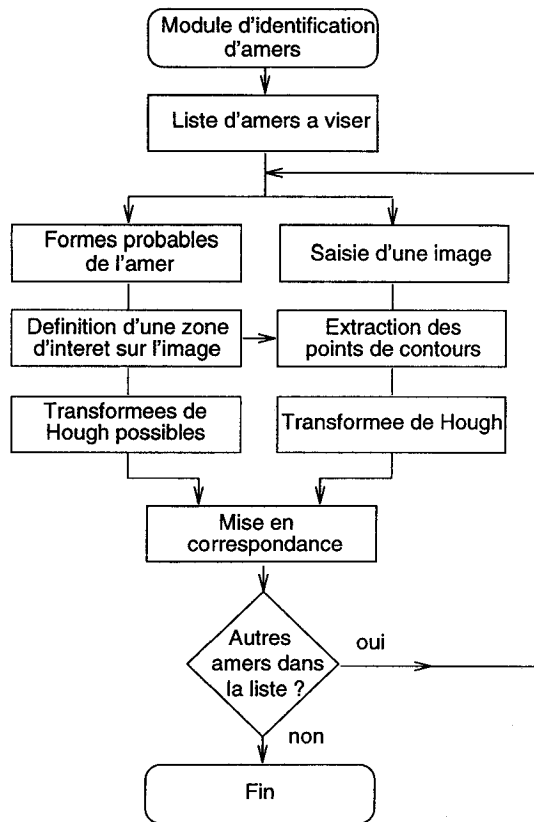 Module d'identification
d'amers
Liste d'amers a viser
Formes probables
de l'amer
Saisie d'une image
Definition d'une zone
d'interet sur l'image
Extraction des
points de contours
Transformees de
Hough possibles
Transformee de Hough
Mise en
correspondance
Autres
amers dans
la liste ?
oui
non
Fin